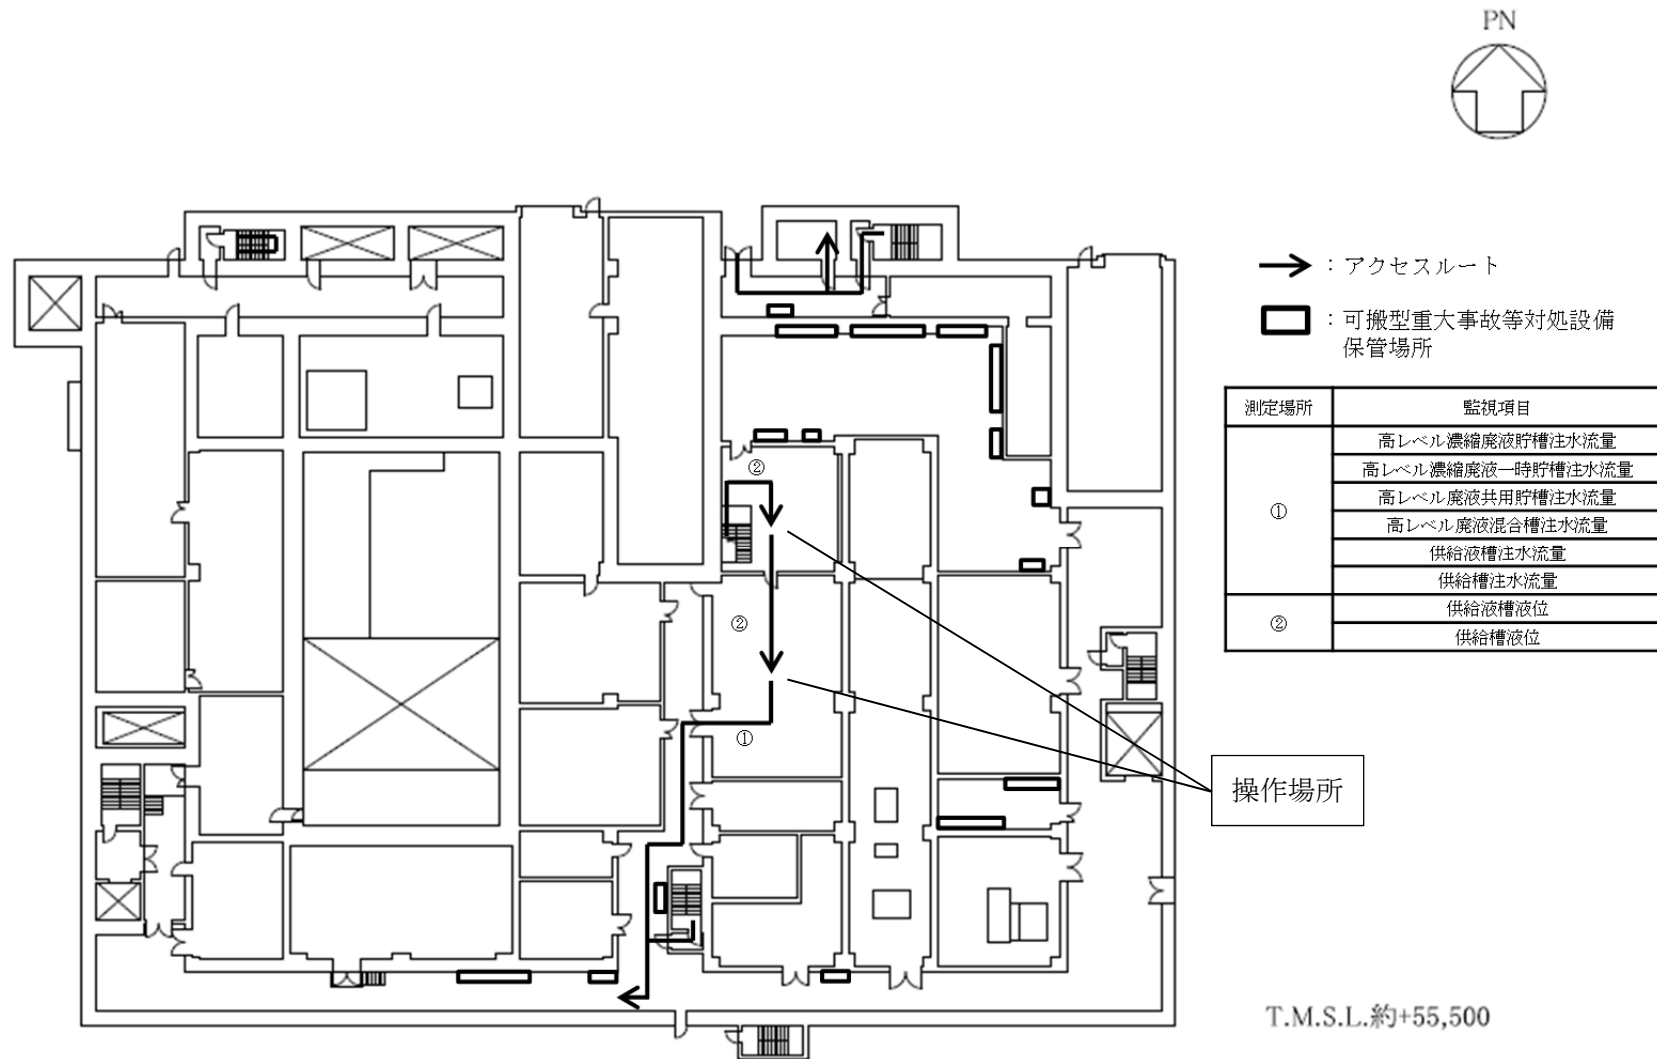 PN
：アクセスルート
：可搬型重大事故等対処設備
保管場所
測定場所 監視項目
① 高レベル濃縮廃液貯槽注水流量
高レベル濃縮廃液一時貯槽注水流量
高レベル廃液共用貯槽注水流量
高レベル廃液混合槽注水流量
供給液槽注水流量
供給槽注水流量
② 供給液槽液位
供給槽液位
②
②
①
操作場所
T.M.S.L.約+55,500